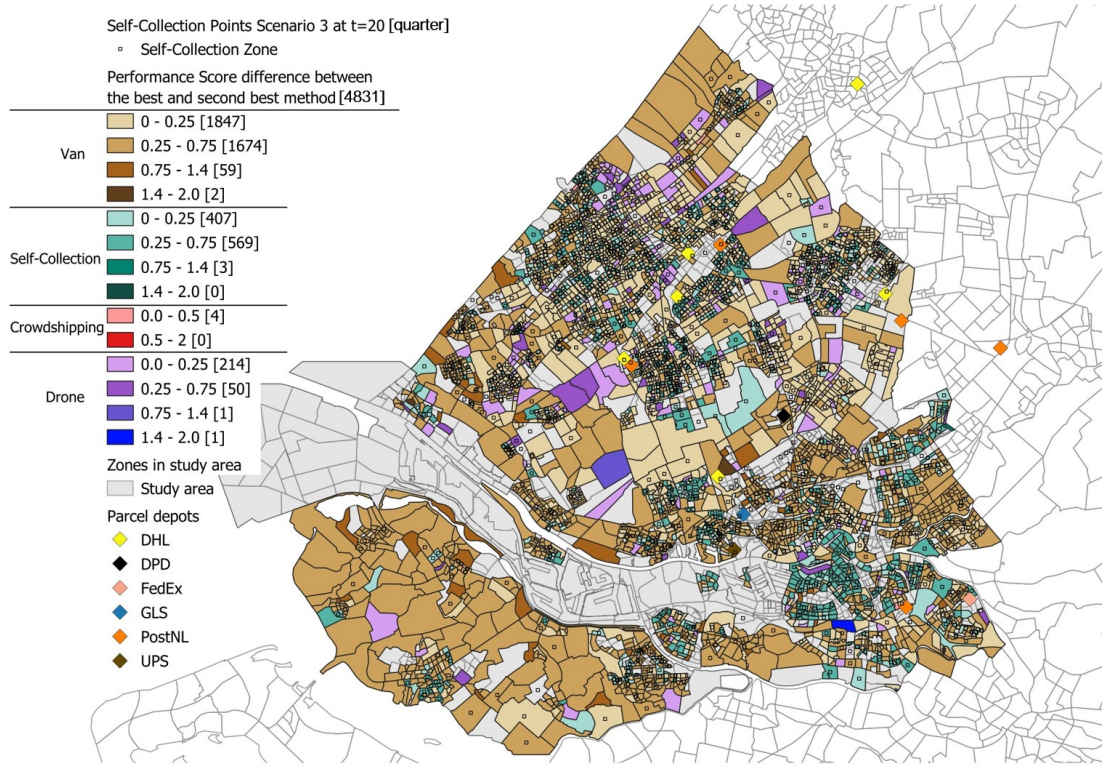 Self-Collection Points Scenario 3 at t=20 [quarter]
Self-Collection Zone
Performance Score difference between
the best and second best method [4831]
Van
0 - 0.25 [1847]
0.25 - 0.75 [1674]
0.75 - 1.4 [59]
1.4 - 2.0 [2]
Self-Collection
0 - 0.25 [407]
0.25 - 0.75 [569]
0.75 - 1.4 [3]
1.4 - 2.0 [0]
Crowdshipping
0.0 - 0.5 [4]
0.5 - 2 [0]
Drone
0.0 - 0.25 [214]
0.25 - 0.75 [50]
0.75 - 1.4 [1]
1.4 - 2.0 [1]
Zones in study area
Study area
Parcel depots
DHL
DPD
FedEx
GLS
PostNL
UPS